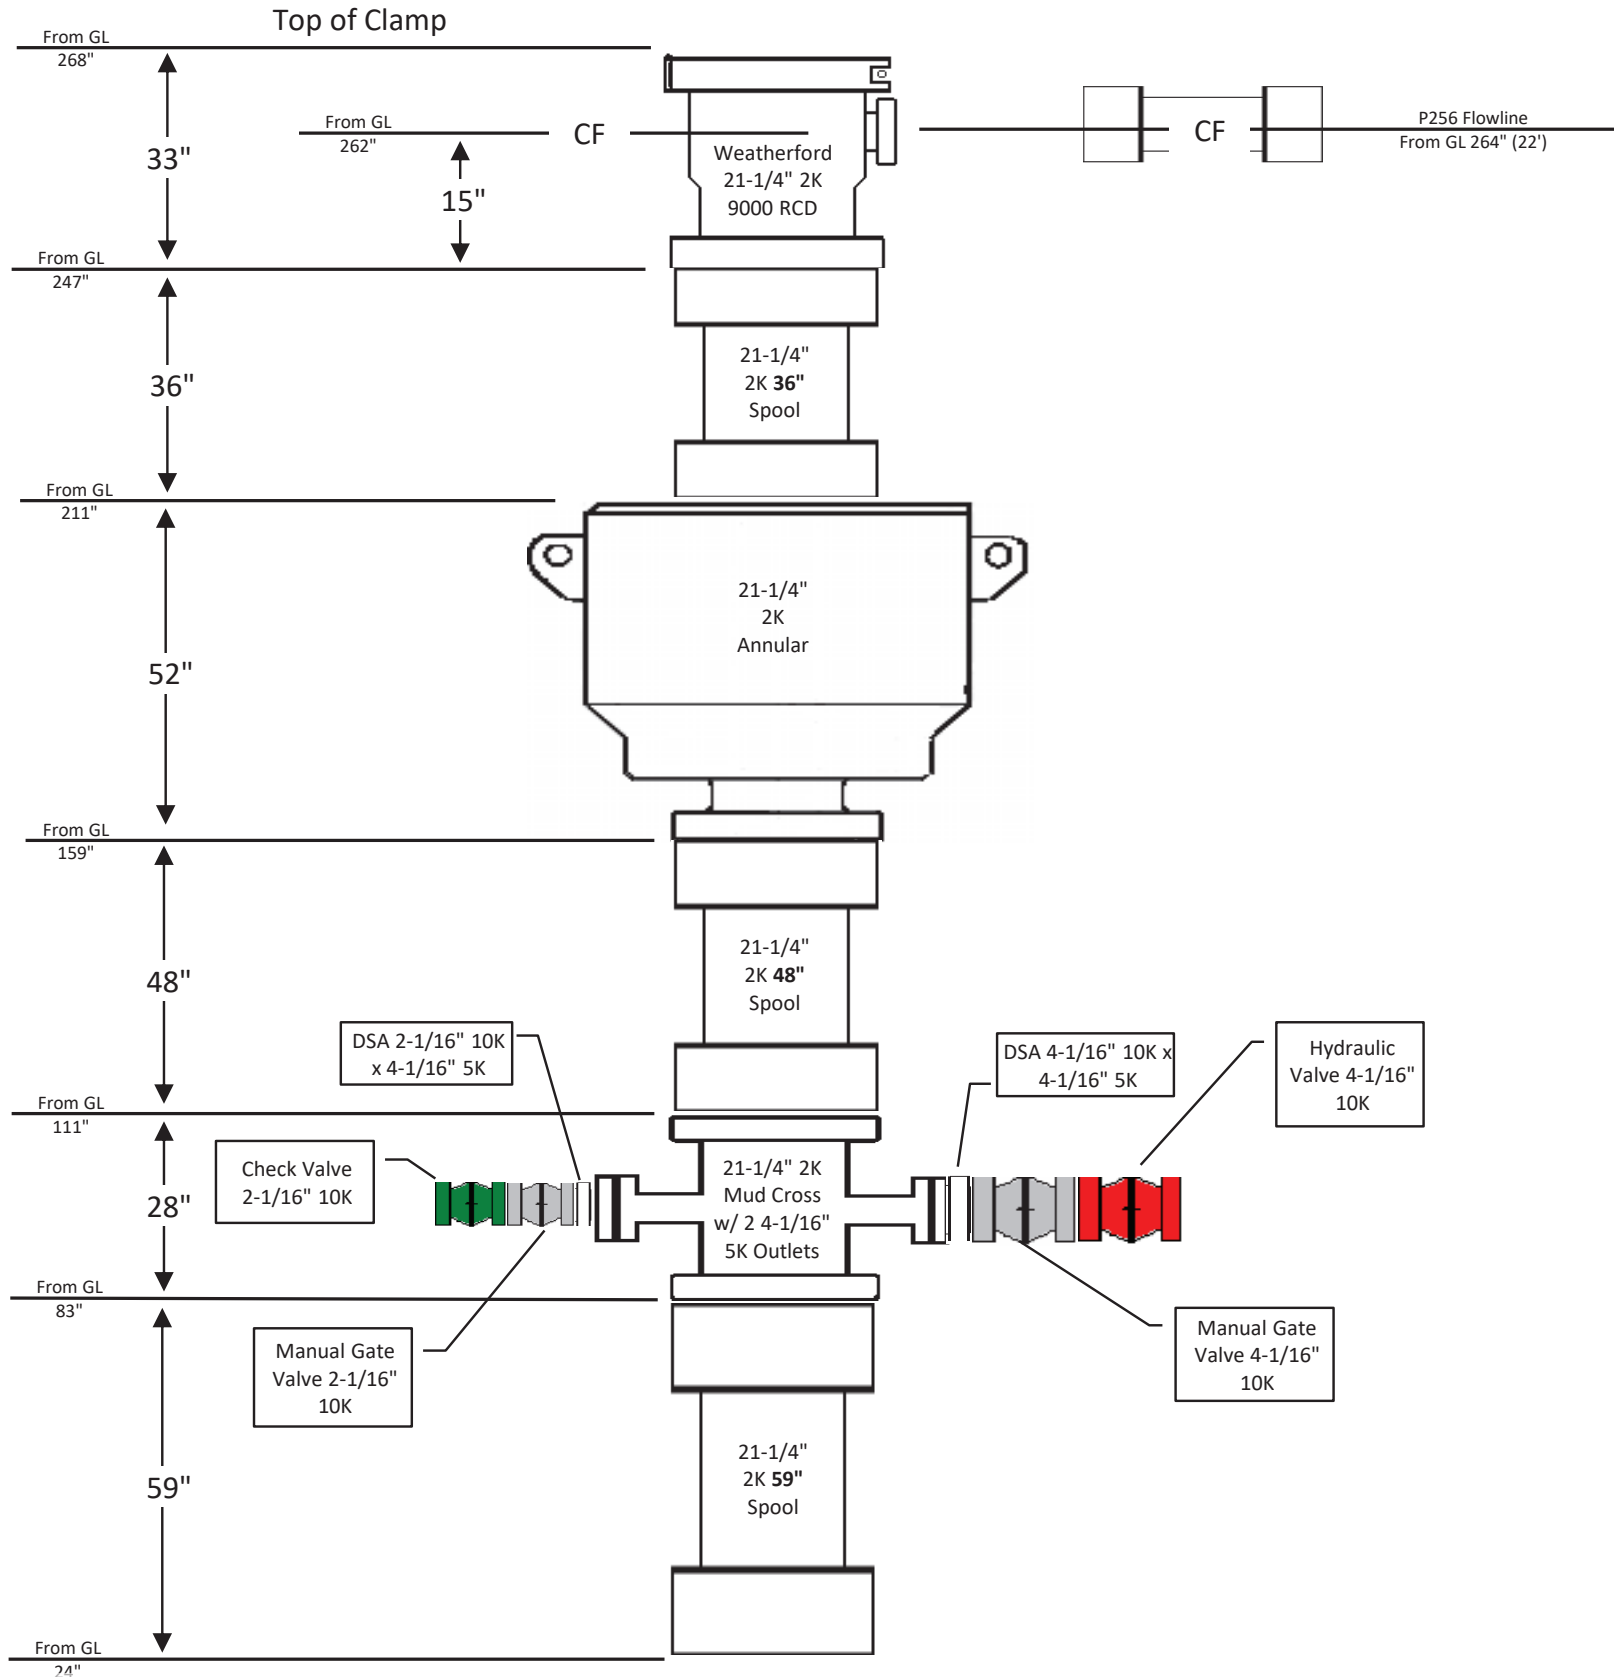 Top of Clamp
From GL
268"
33"
From GL
262"
CF
15"
Weatherford
21-1/4" 2K
9000 RCD
CF
P256 Flowline
From GL 264" (22')
From GL
247"
36"
21-1/4"
2K 36"
Spool
From GL
211"
52"
21-1/4"
2K
Annular
From GL
159"
48"
21-1/4"
2K 48"
Spool
DSA 2-1/16" 10K
x 4-1/16" 5K
DSA 4-1/16" 10K x
4-1/16" 5K
Hydraulic
Valve 4-1/16"
10K
From GL
111"
28"
Check Valve
2-1/16" 10K
21-1/4" 2K
Mud Cross
w/ 2 4-1/16"
5K Outlets
From GL
83"
Manual Gate
Valve 2-1/16"
10K
Manual Gate
Valve 4-1/16"
10K
59"
21-1/4"
2K 59"
Spool
From GL
24"